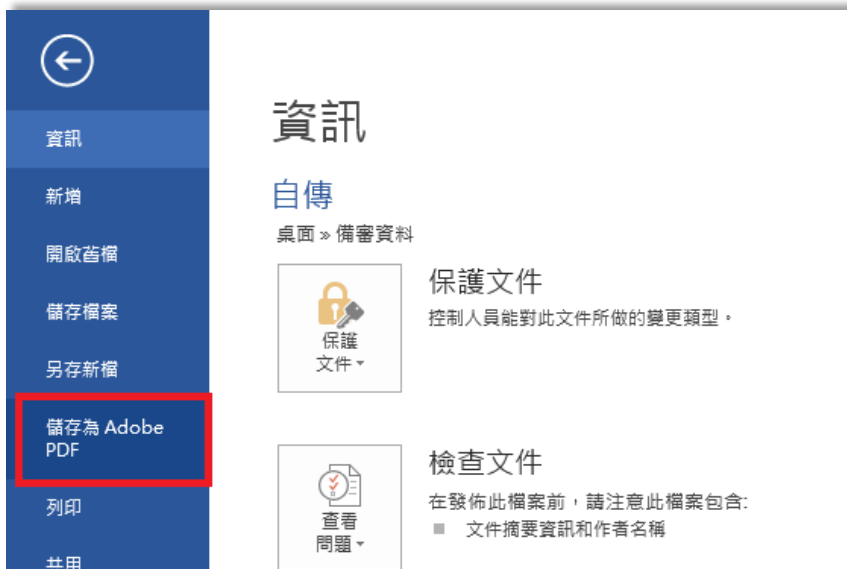 資訊
新增
開啟舊檔
儲存檔案
另存新檔
儲存為 Adobe
PDF
列印
共用
資訊
自傳
桌面 » 備審資料
保護
文件
保護文件
控制人員能對此文件所做的變更類型。
查看
問題
檢查文件
在發佈此檔案前，請注意此檔案包含:
文件摘要資訊和作者名稱